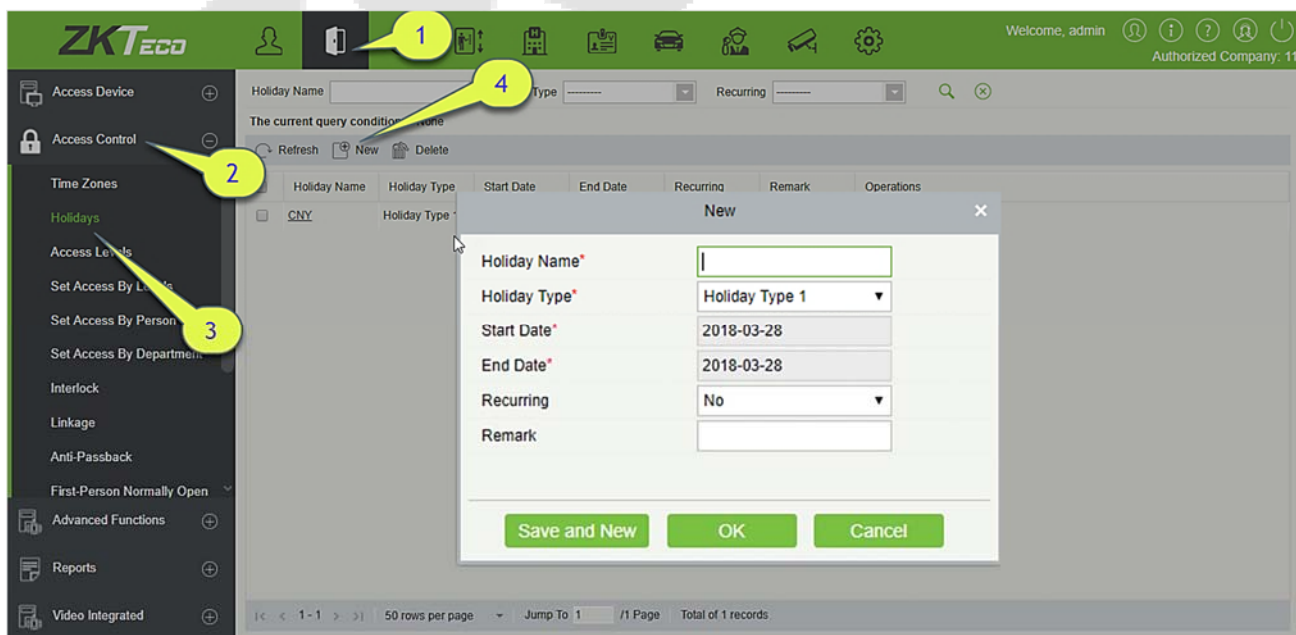 ZKTECO
1
Welcome, admin
Authorized Company: 11
Access Device
Holiday Name
4
Type ---------
Recurring ---------
The current query condition None
Access Control
2
Refresh New Delete
Time Zones
Holiday Name Holiday Type Start Date End Date Recurring Remark Operations
Holidays
CNY Holiday Type 1
New
Access Levels
Holiday Name*
Set Access By Levels
Holiday Type* Holiday Type 1
Set Access By Person
3
Start Date* 2018-03-28
Set Access By Department
End Date* 2018-03-28
Interlock
Recurring No
Linkage
Remark
Anti-Passback
First-Person Normally Open
Advanced Functions
Save and New OK Cancel
Reports
Video Integrated
|< < 1-1 > >| 50 rows per page Jump To 1 /1 Page Total of 1 records